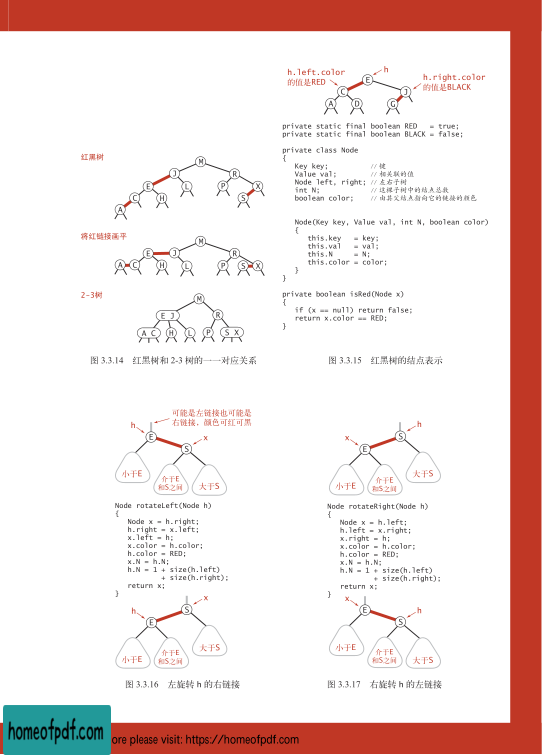 红黑树
M
J R
E L P X
C H S
A
将红链接画平
M
E J R
A C H L P S X
2-3树
M
E J R
A C H L P S X
图 3.3.14 红黑树和 2-3 树的一一对应关系
h.left.color
的值是RED
h
E
C J
A D G
h.right.color
的值是BLACK
private static final boolean RED = true;
private static final boolean BLACK = false;
private class Node
{
Key key; // 键
Value val; // 相关联的值
Node left, right; // 左右子树
int N; // 这棵子树中的结点总数
boolean color; // 由其父结点指向它的链接的颜色
Node(Key key, Value val, int N, boolean color)
{
this.key = key;
this.val = val;
this.N = N;
this.color = color;
}
}
private boolean isRed(Node x)
{
if (x == null) return false;
return x.color == RED;
}
图 3.3.15 红黑树的结点表示
可能是左链接也可能是
右链接，颜色可红可黑
h
E
x
S
小于E
介于E
和S之间
大于S
Node rotateLeft(Node h)
{
Node x = h.right;
h.right = x.left;
x.left = h;
x.color = h.color;
h.color = RED;
x.N = h.N;
h.N = 1 + size(h.left)
+ size(h.right);
return x;
}
x
S
h
E
小于E
介于E
和S之间
大于S
图 3.3.16 左旋转 h 的右链接
h
S
x
E
小于E
介于E
和S之间
大于S
Node rotateRight(Node h)
{
Node x = h.left;
h.left = x.right;
x.right = h;
x.color = h.color;
h.color = RED;
x.N = h.N;
h.N = 1 + size(h.left)
+ size(h.right);
return x;
}
x
E
h
S
小于E
介于E
和S之间
大于S
图 3.3.17 右旋转 h 的左链接
homeofpdf.com
ore please visit: https://homeofpdf.com